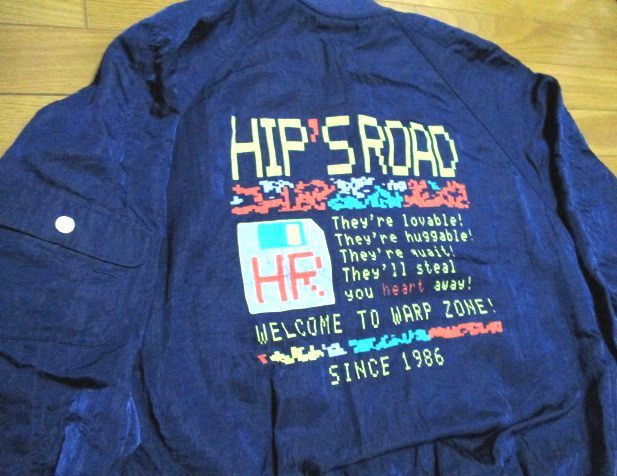 HIP'S ROAD
They're lovable!
They're huggable!
They're quait!
They'll steal
you heart away!
HR
WELCOME TO WARP ZONE!
SINCE 1986